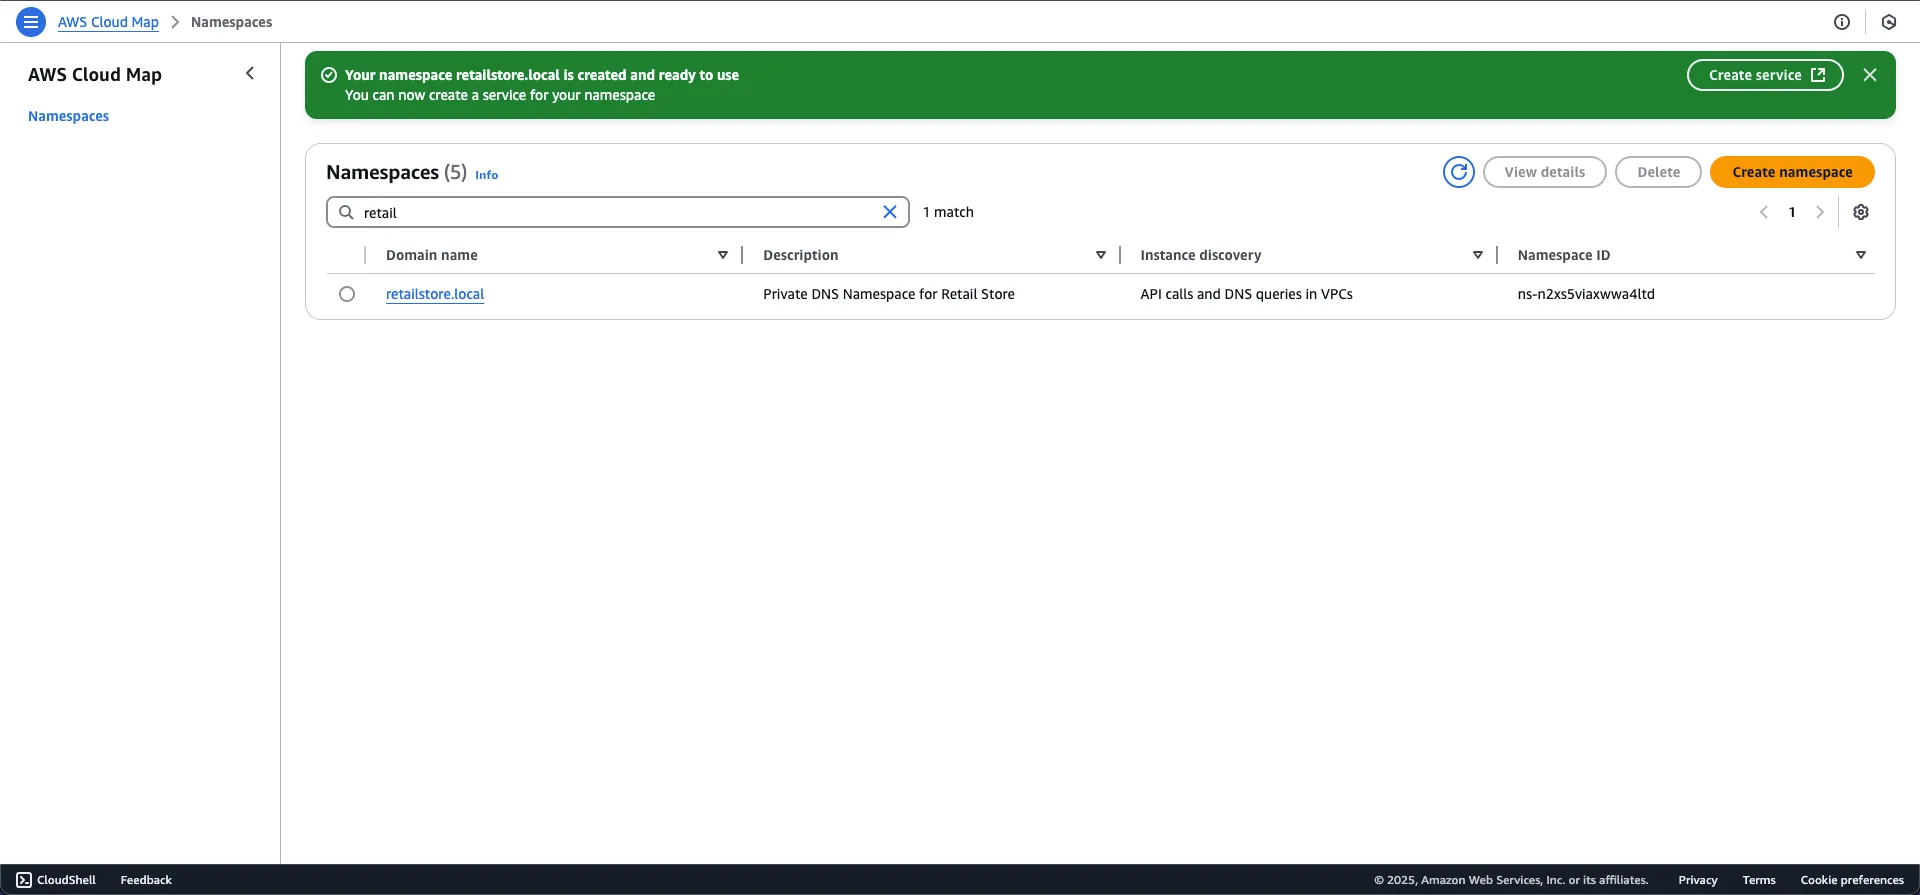 AWS Cloud Map > Namespaces
AWS Cloud Map
Namespaces
Your namespace retailstore.local is created and ready to use
You can now create a service for your namespace
Create service
Namespaces (5) Info
View details
Delete
Create namespace
retail
1 match
1
Domain name
Description
Instance discovery
Namespace ID
retailstore.local
Private DNS Namespace for Retail Store
API calls and DNS queries in VPCs
ns-n2xs5viaxwwa4ltd
CloudShell
Feedback
© 2025, Amazon Web Services, Inc. or its affiliates.
Privacy
Terms
Cookie preferences